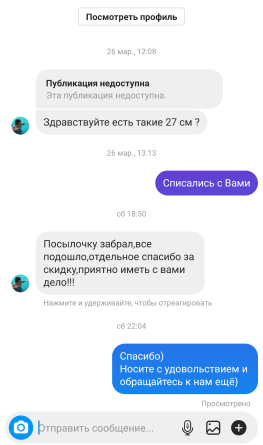 Посмотреть профиль
26 мар., 12:08
Публикация недоступна
Эта публикация недоступна.
Здравствуйте есть такие 27 см ?
26 мар., 13:13
Списались с Вами
сб 18:50
Посылочку забрал,все
подошло,отдельное спасибо за
скидку,приятно иметь с вами
дело!!!
Нажмите и удерживайте, чтобы отреагировать
сб 22:04
Спасибо)
Носите с удовольствием и
обращайтесь к нам ещё)
Просмотрено
Отправить сообщение...